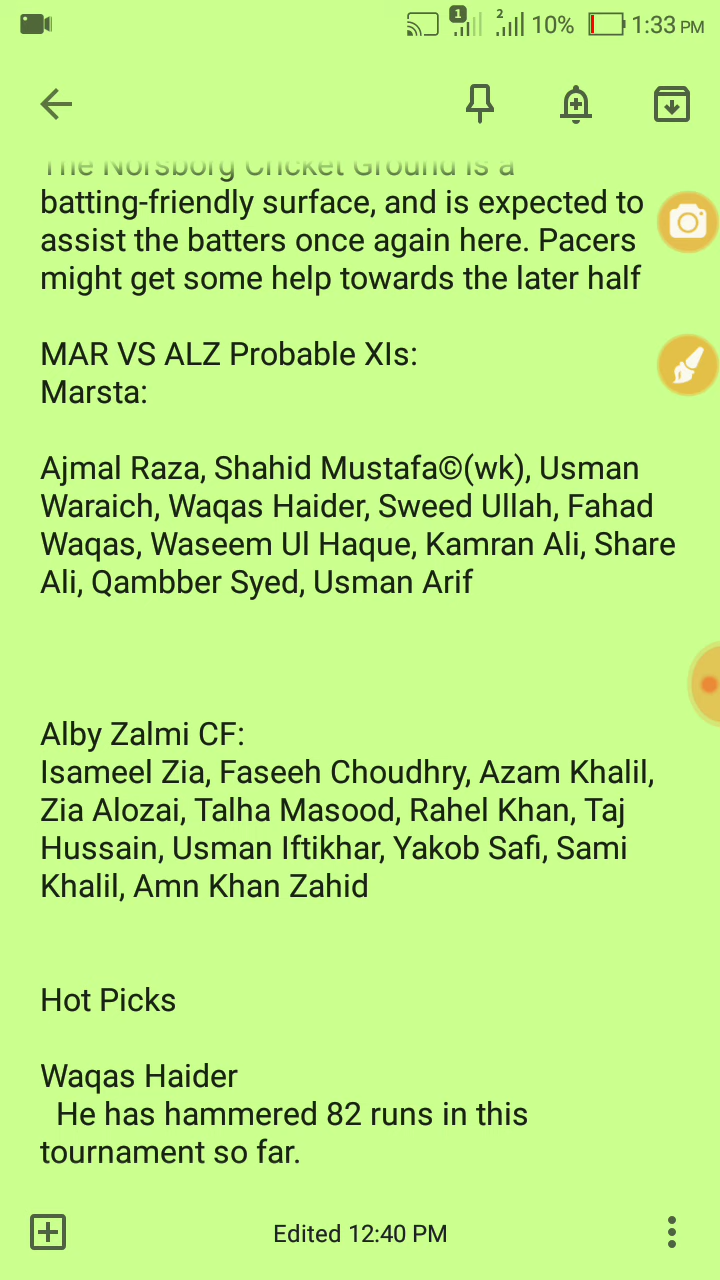 1 2 10% 1:33 PM
The Norsborg Cricket Ground is a
batting-friendly surface, and is expected to
assist the batters once again here. Pacers
might get some help towards the later half
MAR VS ALZ Probable XIs:
Marsta:
Ajmal Raza, Shahid Mustafa©(wk), Usman
Waraich, Waqas Haider, Sweed Ullah, Fahad
Waqas, Waseem Ul Haque, Kamran Ali, Share
Ali, Qambber Syed, Usman Arif
Alby Zalmi CF:
Isameel Zia, Faseeh Choudhry, Azam Khalil,
Zia Alozai, Talha Masood, Rahel Khan, Taj
Hussain, Usman Iftikhar, Yakob Safi, Sami
Khalil, Amn Khan Zahid
Hot Picks
Waqas Haider
He has hammered 82 runs in this
tournament so far.
Edited 12:40 PM